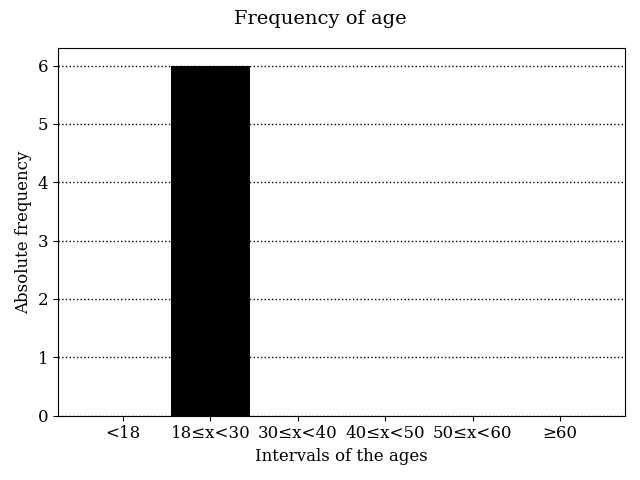 Frequency of age
Absolute frequency
6
5
4
3
2
1
0
<18 18≤x<30 30≤x<40 40≤x<50 50≤x<60 ≥60
Intervals of the ages